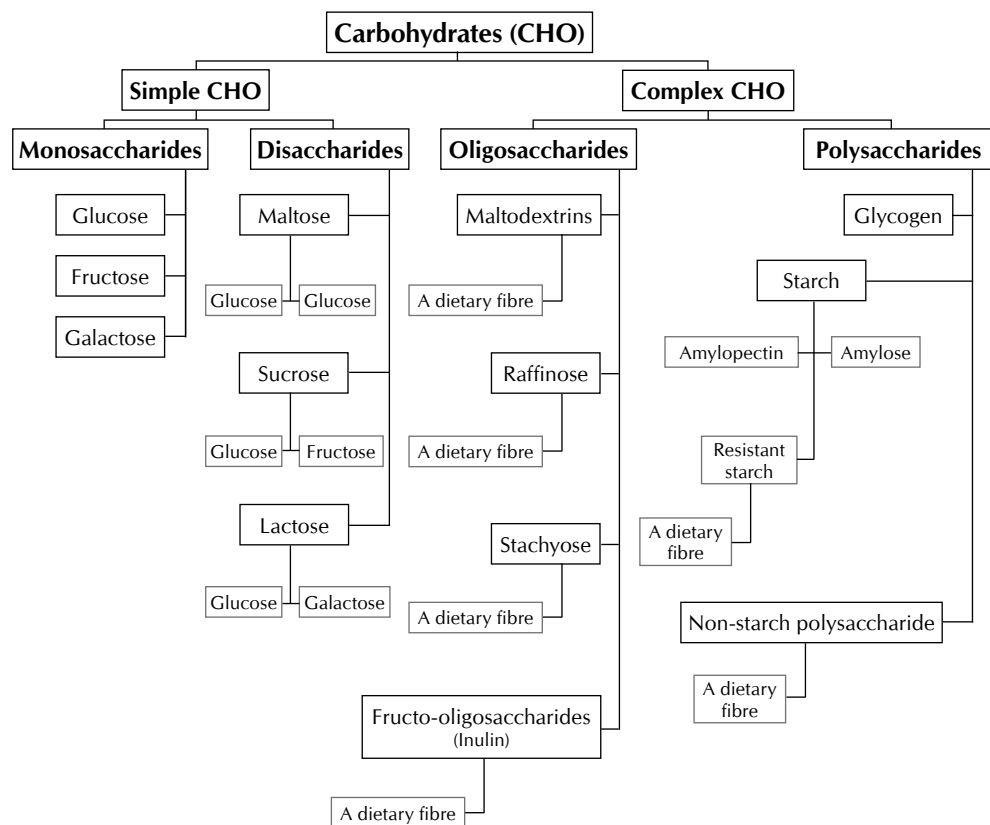 Carbohydrates (CHO)
Simple CHO
Complex CHO
Monosaccharides
Disaccharides
Oligosaccharides
Polysaccharides
Glucose
Fructose
Galactose
Maltose
Glucose
Glucose
Sucrose
Glucose
Fructose
Lactose
Glucose
Galactose
Maltodextrins
A dietary fibre
Raffinose
A dietary fibre
Stachyose
A dietary fibre
Fructo-oligosaccharides
(Inulin)
A dietary fibre
Glycogen
Starch
Amylopectin
Amylose
Resistant
starch
A dietary
fibre
Non-starch polysaccharide
A dietary
fibre